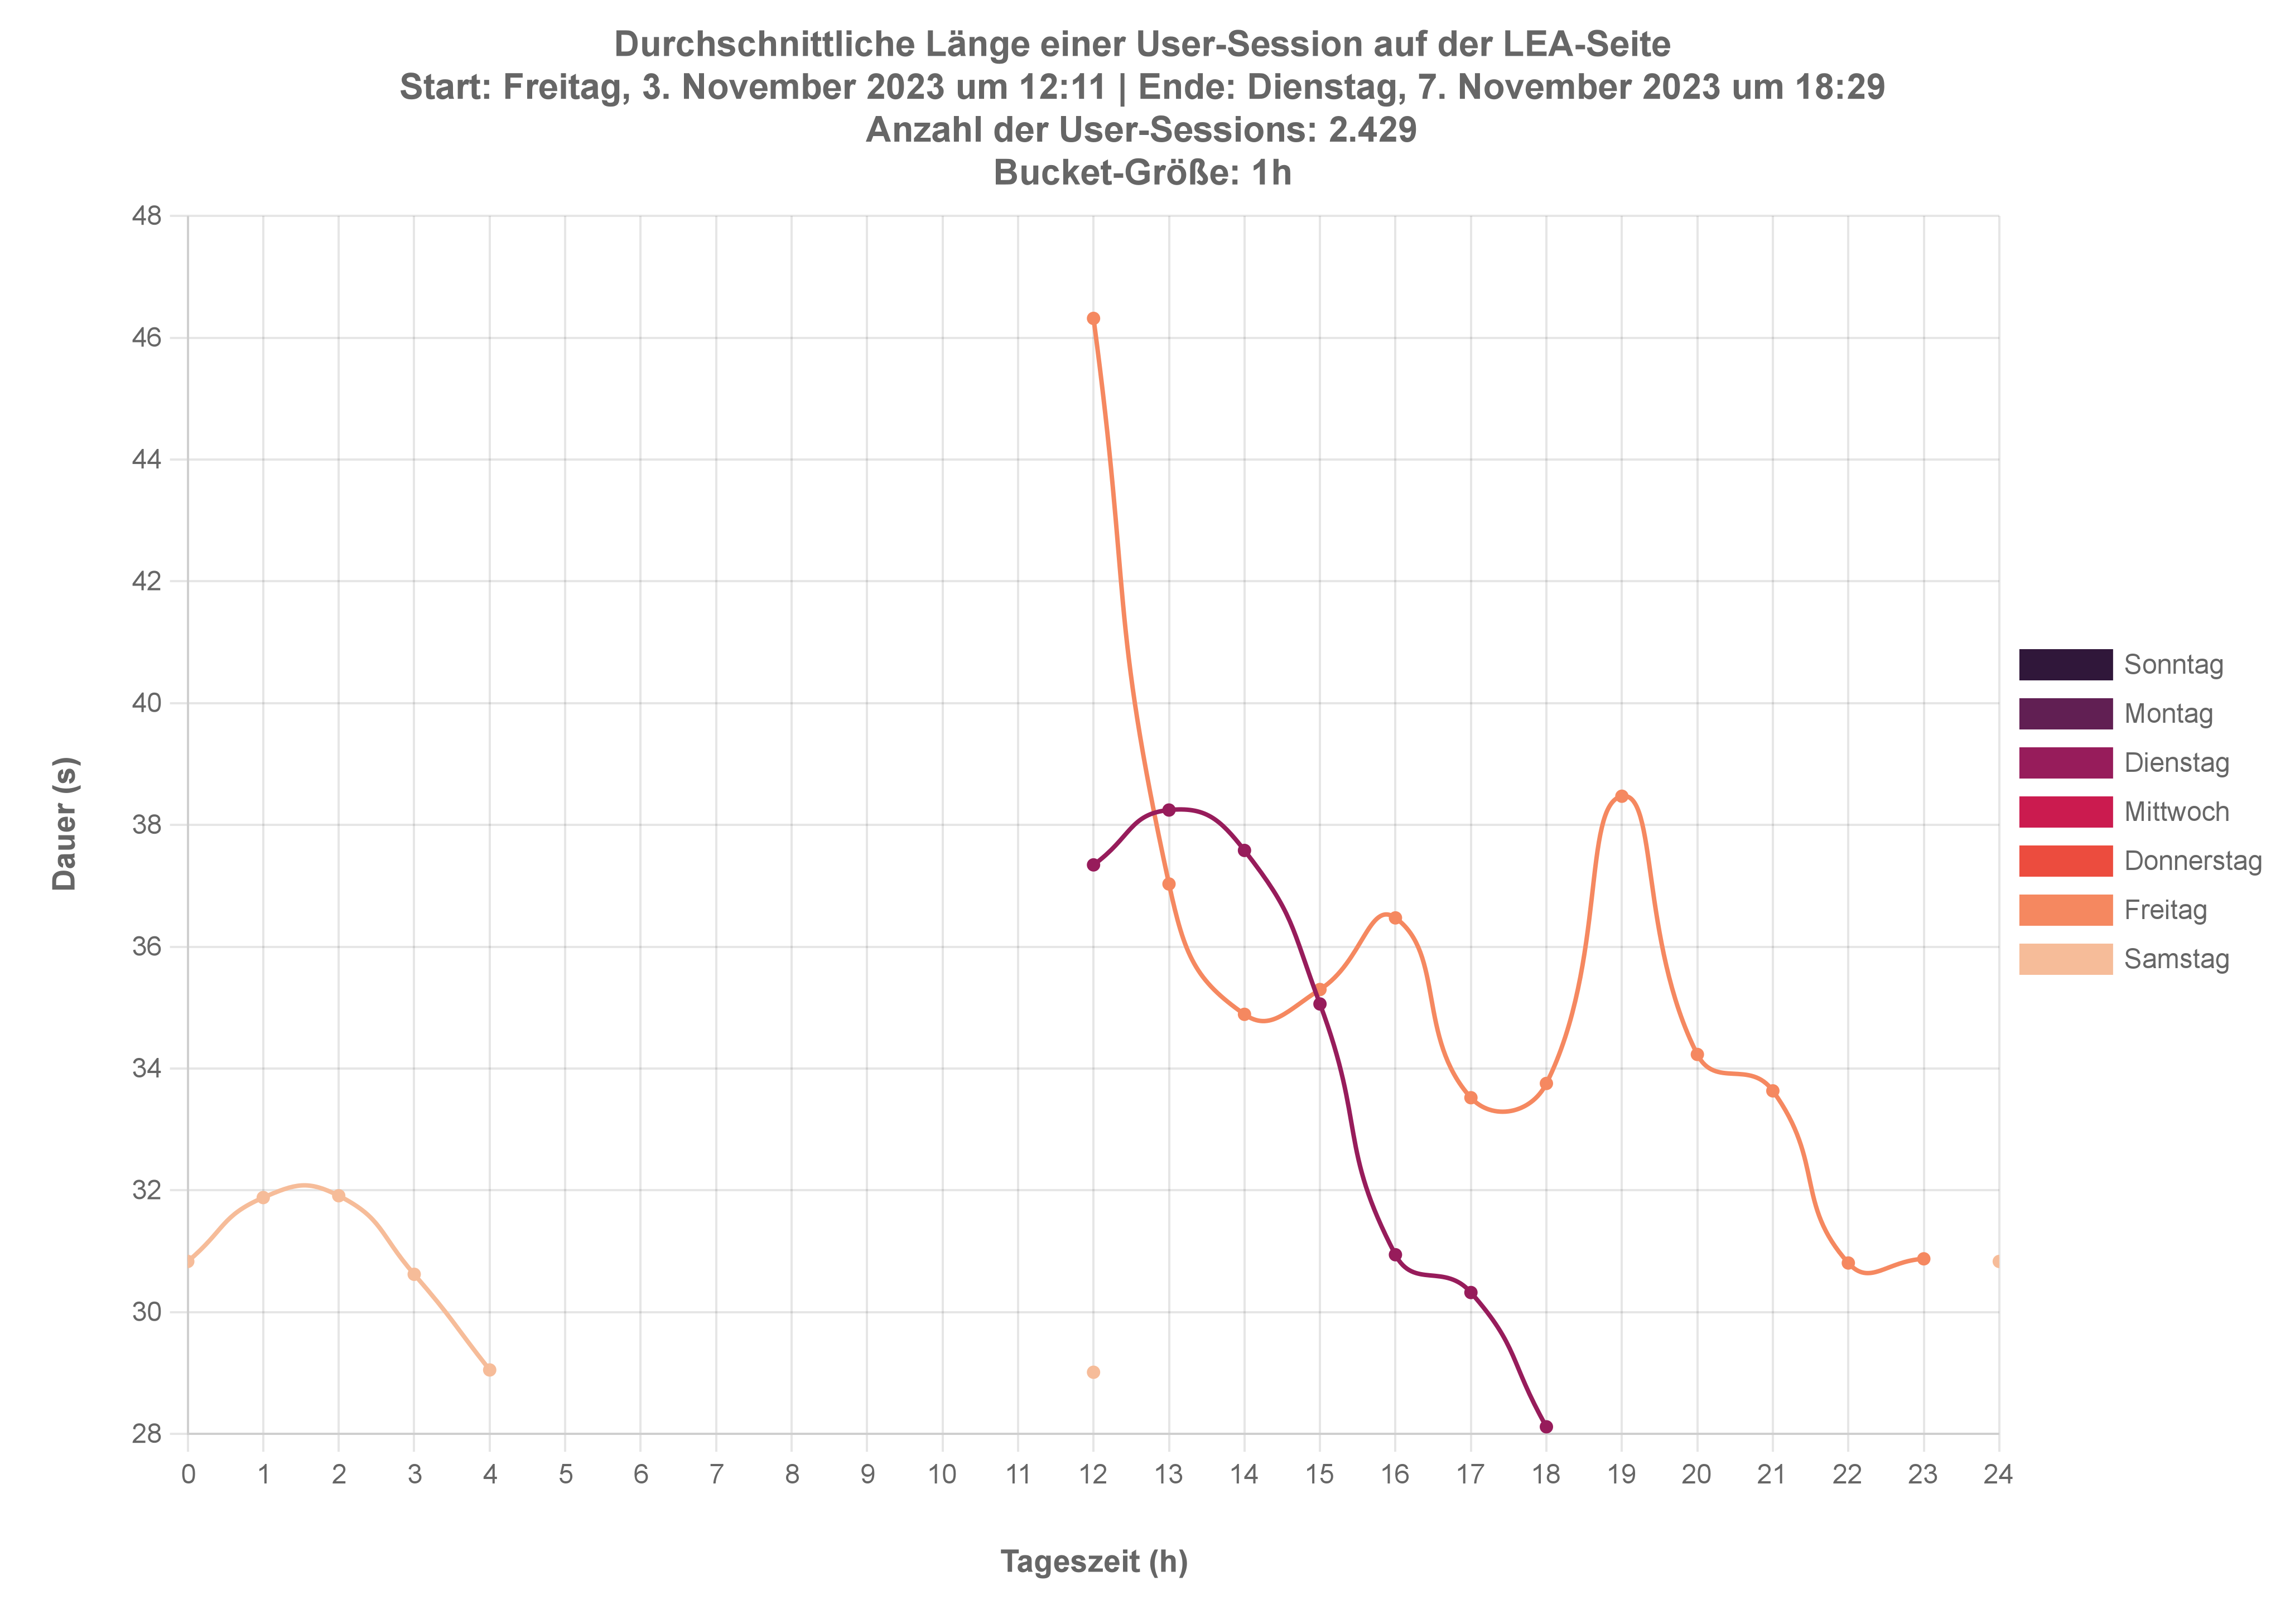 Durchschnittliche Länge einer User-Session auf der LEA-Seite
Start: Freitag, 3. November 2023 um 12:11 | Ende: Dienstag, 7. November 2023 um 18:29
Anzahl der User-Sessions: 2.429
Bucket-Größe: 1h
48
46
44
42
40
38
36
34
32
30
28
Dauer (s)
0 1 2 3 4 5 6 7 8 9 10 11 12 13 14 15 16 17 18 19 20 21 22 23 24
Tageszeit (h)
Sonntag
Montag
Dienstag
Mittwoch
Donnerstag
Freitag
Samstag